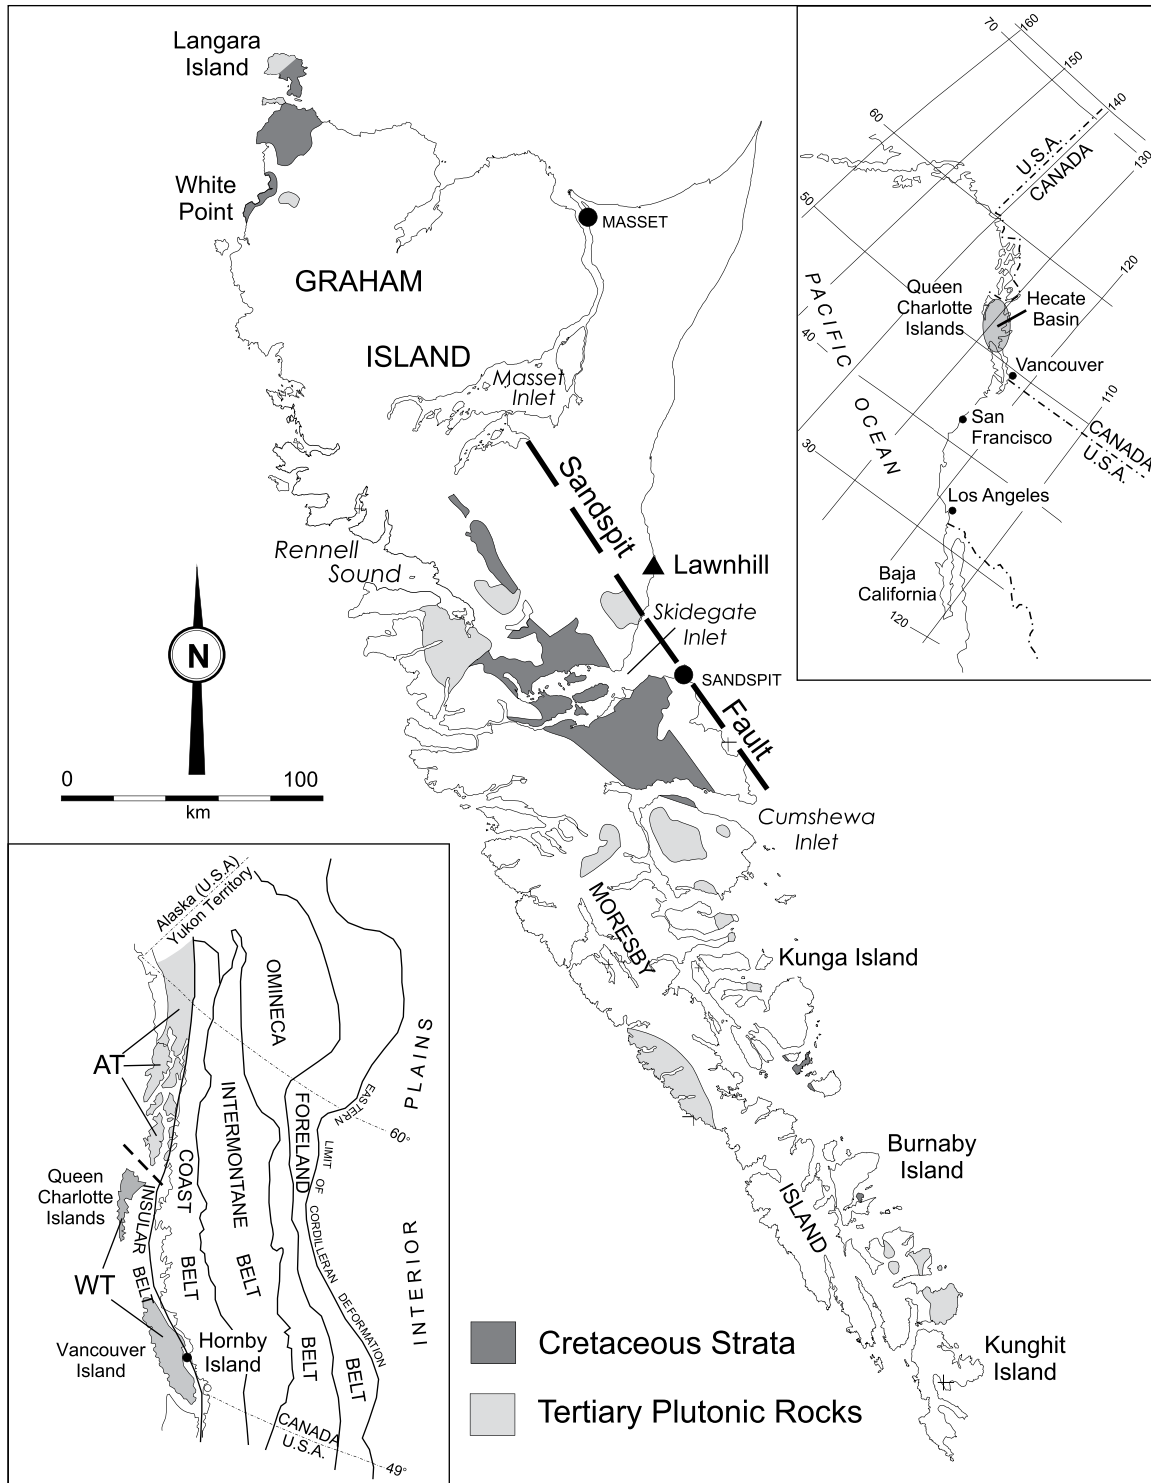 Langara
Island
White
Point
MASSET
GRAHAM
ISLAND
Masset
Inlet
Sandspit
Fault
Rennell
Sound
Lawnhill
Skidegate
Inlet
SANDSPIT
N
0
100
km
Cumshewa
Inlet
MORESBY
ISLAND
Kunga Island
Burnaby
Island
Kunghit
Island
Cretaceous Strata
Tertiary Plutonic Rocks
70
160
150
140
60
130
U.S.A.
CANADA
50
120
PACIFIC
OCEAN
Queen
Charlotte
Islands
Hecate
Basin
40
Vancouver
110
San
Francisco
CANADA
U.S.A.
30
Los Angeles
Baja
California
120
Alaska (U.S.A)
Yukon Territory
OMINECA
BELT
AT
INTERMONTANE
BELT
FORELAND
BELT
EASTERN
LIMIT OF CORDILLERAN DEFORMATION
INTERIOR PLAINS
60°
COAST
BELT
Queen
Charlotte
Islands
INSULAR
BELT
WT
Vancouver
Island
Hornby
Island
CANADA
U.S.A.
49°